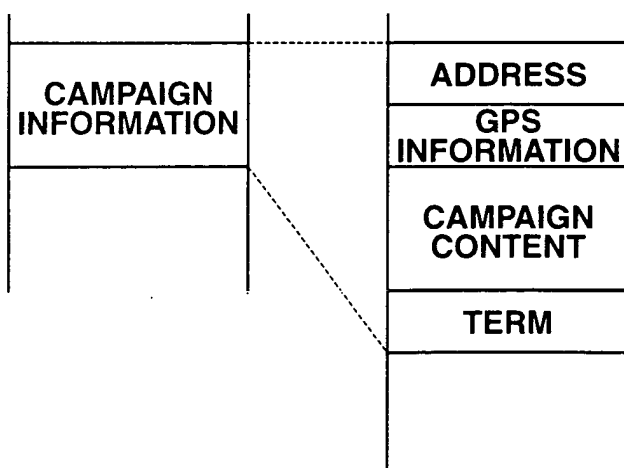 CAMPAIGN
INFORMATION
ADDRESS
GPS
INFORMATION
CAMPAIGN
CONTENT
TERM